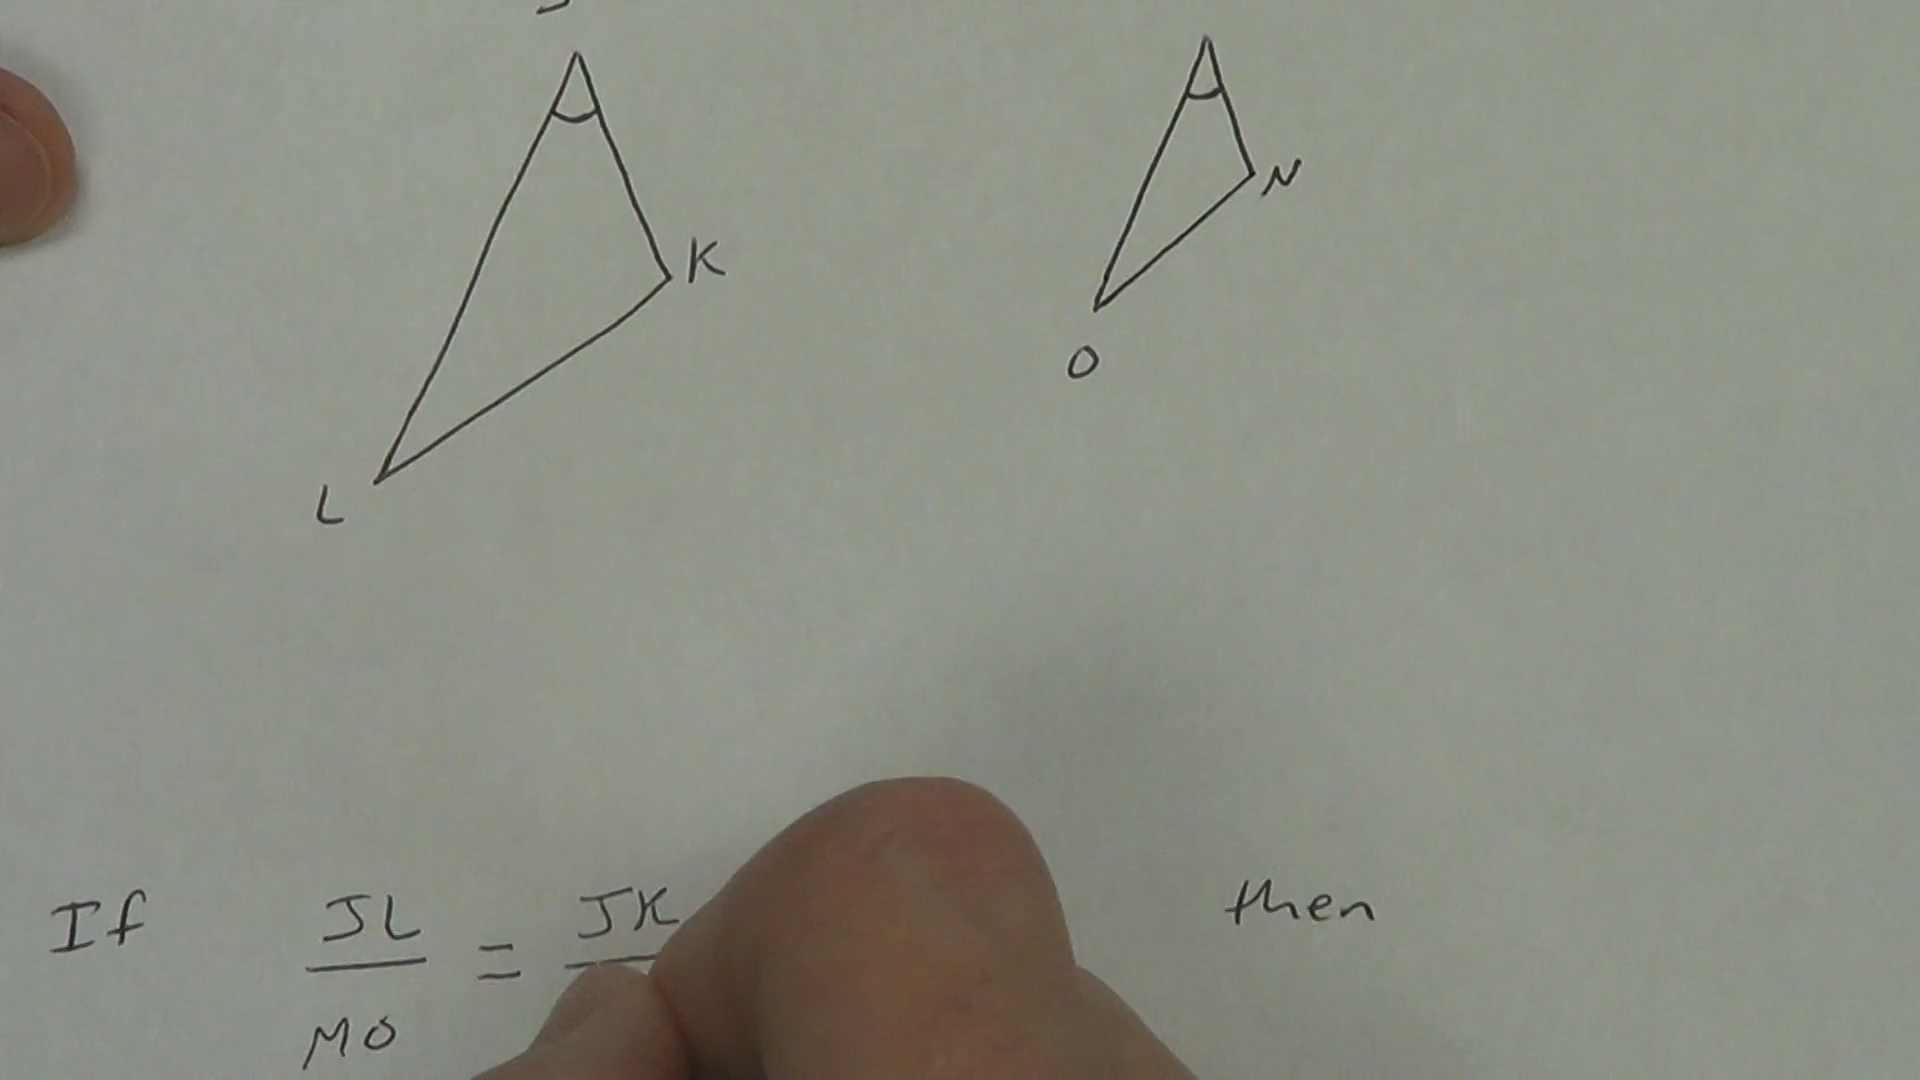 K
N
O
L
If JL = JK then
MO